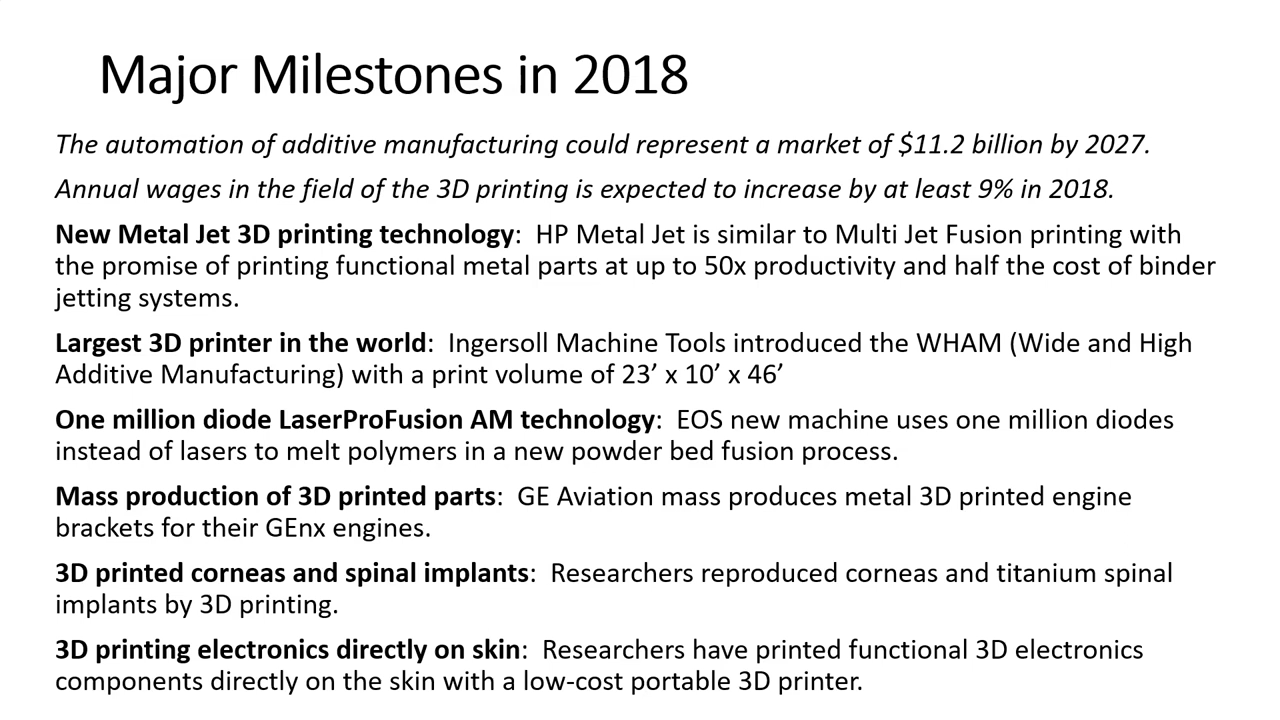 Major Milestones in 2018
The automation of additive manufacturing could represent a market of $11.2 billion by 2027.
Annual wages in the field of the 3D printing is expected to increase by at least 9% in 2018.
New Metal Jet 3D printing technology: HP Metal Jet is similar to Multi Jet Fusion printing with
the promise of printing functional metal parts at up to 50x productivity and half the cost of binder
jetting systems.
Largest 3D printer in the world: Ingersoll Machine Tools introduced the WHAM (Wide and High
Additive Manufacturing) with a print volume of 23’ x 10’ x 46’
One million diode LaserProFusion AM technology: EOS new machine uses one million diodes
instead of lasers to melt polymers in a new powder bed fusion process.
Mass production of 3D printed parts: GE Aviation mass produces metal 3D printed engine
brackets for their GEnx engines.
3D printed corneas and spinal implants: Researchers reproduced corneas and titanium spinal
implants by 3D printing.
3D printing electronics directly on skin: Researchers have printed functional 3D electronics
components directly on the skin with a low-cost portable 3D printer.